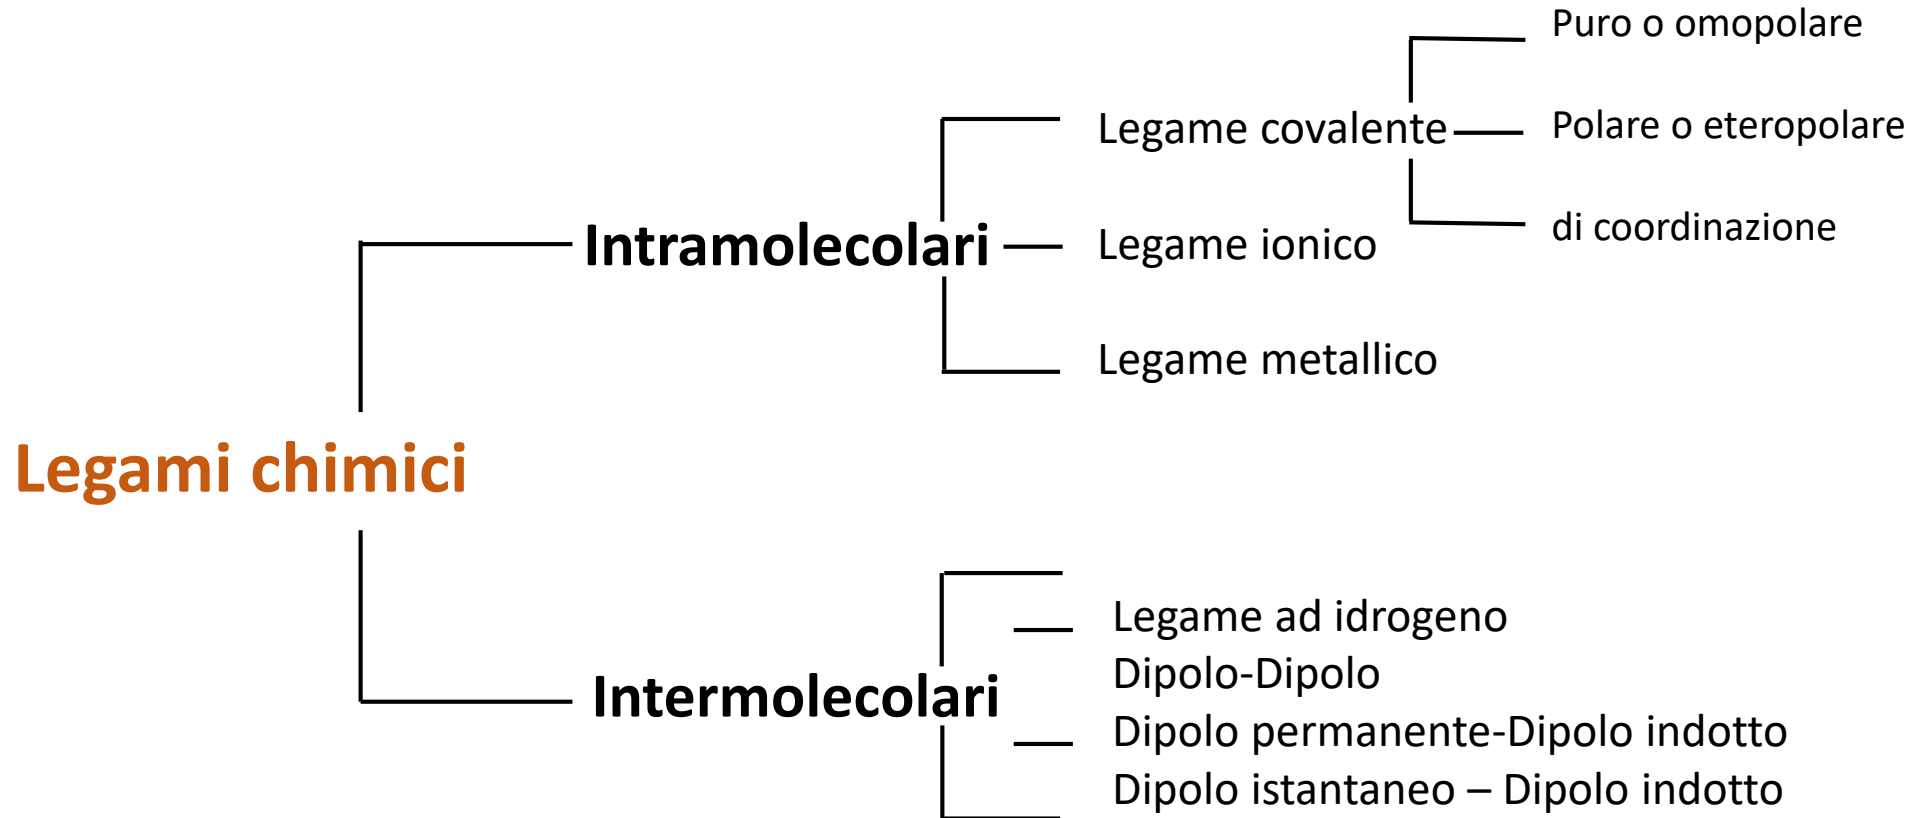 Puro o omopolare
Legame covalente
Polare o eteropolare
di coordinazione
Intramolecolari
Legame ionico
Legame metallico
Legami chimici
Legame ad idrogeno
Dipolo-Dipolo
Intermolecolari
Dipolo permanente-Dipolo indotto
Dipolo istantaneo – Dipolo indotto